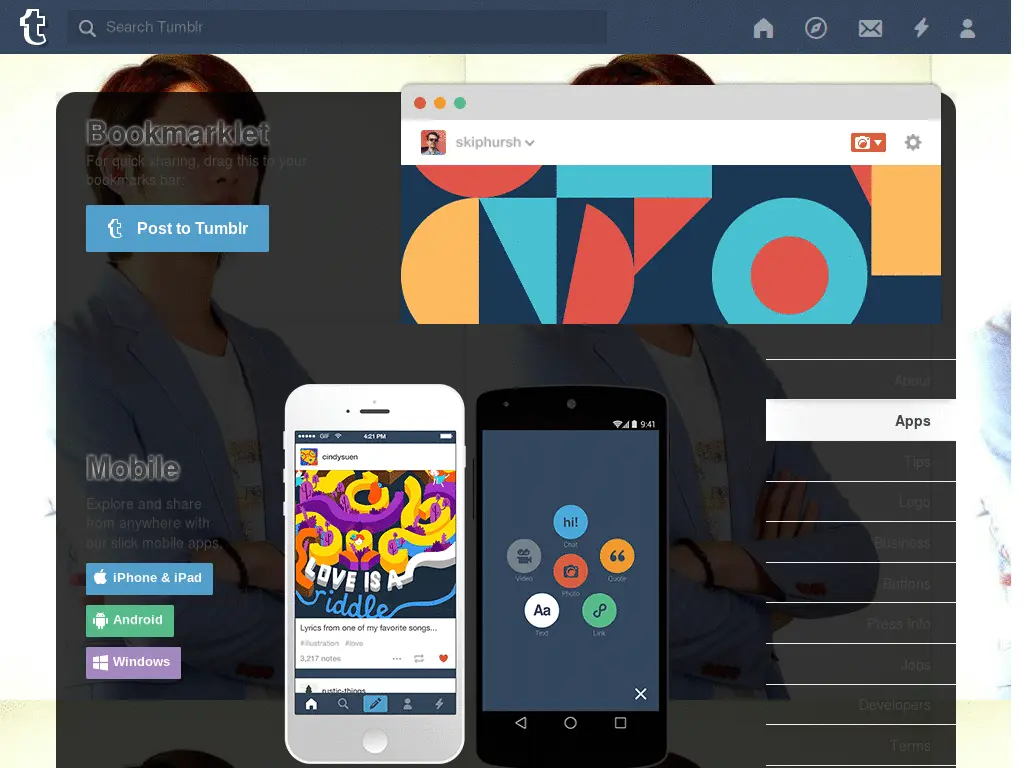 Search Tumblr
Bookmarklet
For quick sharing, drag this to your
bookmarks bar:
Post to Tumblr
skiphursh
Mobile
Explore and share
from anywhere with
our slick mobile apps.
iPhone & iPad
Android
Windows
GIF
4:21 PM
cindysuen
LOVE IS A
riddle
Lyrics from one of my favorite songs...
#illustration #love
3,217 notes
rustic-things
9:41
hi!
Chat
Video
Quote
Photo
Aa
Text
Link
About
Apps
Tips
Logo
Business
Buttons
Press Info
Jobs
Developers
Terms